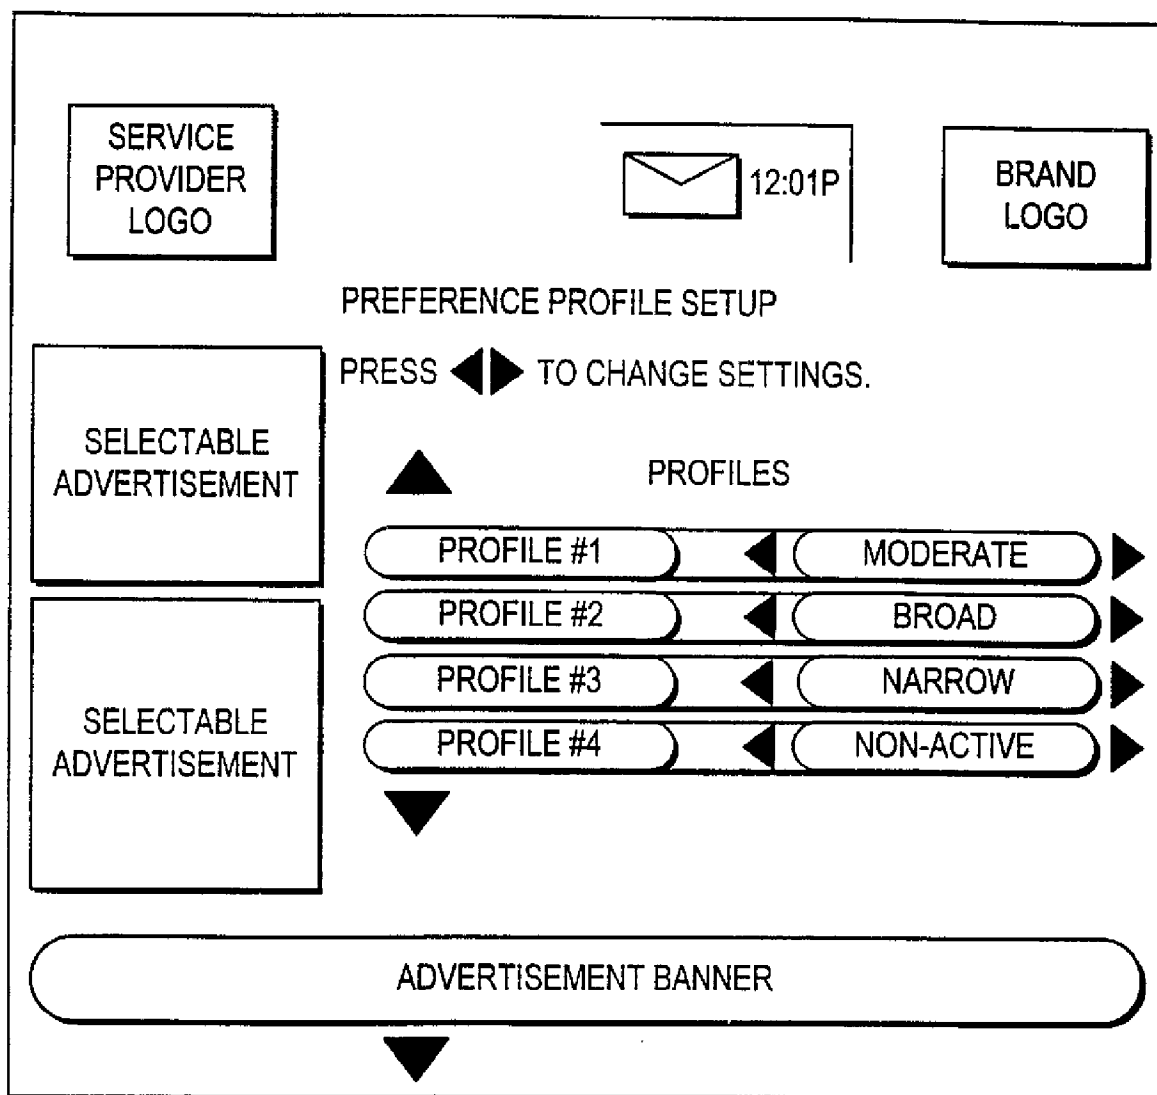 SERVICE
PROVIDER
LOGO
12:01P
BRAND
LOGO
PREFERENCE PROFILE SETUP
PRESS ◀▶ TO CHANGE SETTINGS.
SELECTABLE
ADVERTISEMENT
PROFILES
PROFILE #1 MODERATE
PROFILE #2 BROAD
PROFILE #3 NARROW
PROFILE #4 NON-ACTIVE
SELECTABLE
ADVERTISEMENT
ADVERTISEMENT BANNER